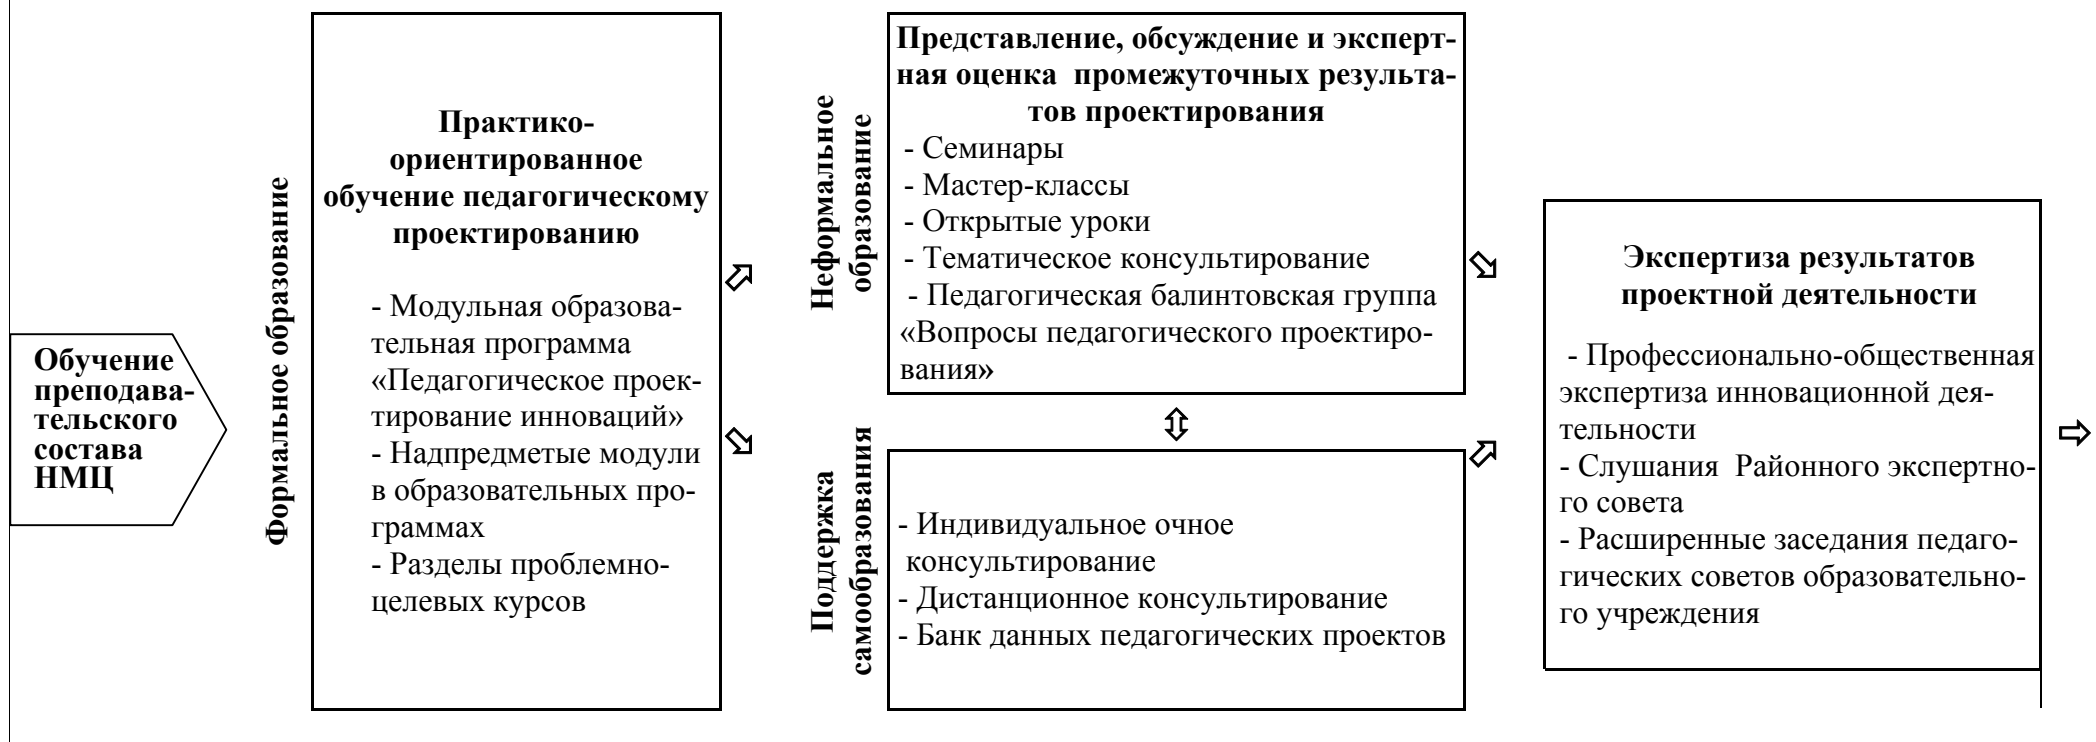 Обучение
преподава-
тельского
состава
НМЦ
Формальное образование
Практико-
ориентированное
обучение педагогическому
проектированию
- Модульная образова-
тельная программа
«Педагогическое проек-
тирование инноваций»
- Надпредметые модули
в образовательных про-
граммах
- Разделы проблемно-
целевых курсов
Неформальное
образование
Представление, обсуждение и эксперт-
ная оценка промежуточных результа-
тов проектирования
- Семинары
- Мастер-классы
- Открытые уроки
- Тематическое консультирование
- Педагогическая балинтовская группа
«Вопросы педагогического проектиро-
вания»
Поддержка
самообразования
- Индивидуальное очное
консультирование
- Дистанционное консультирование
- Банк данных педагогических проектов
Экспертиза результатов
проектной деятельности
- Профессионально-общественная
экспертиза инновационной дея-
тельности
- Слушания Районного экспертно-
го совета
- Расширенные заседания педаго-
гических советов образовательно-
го учреждения